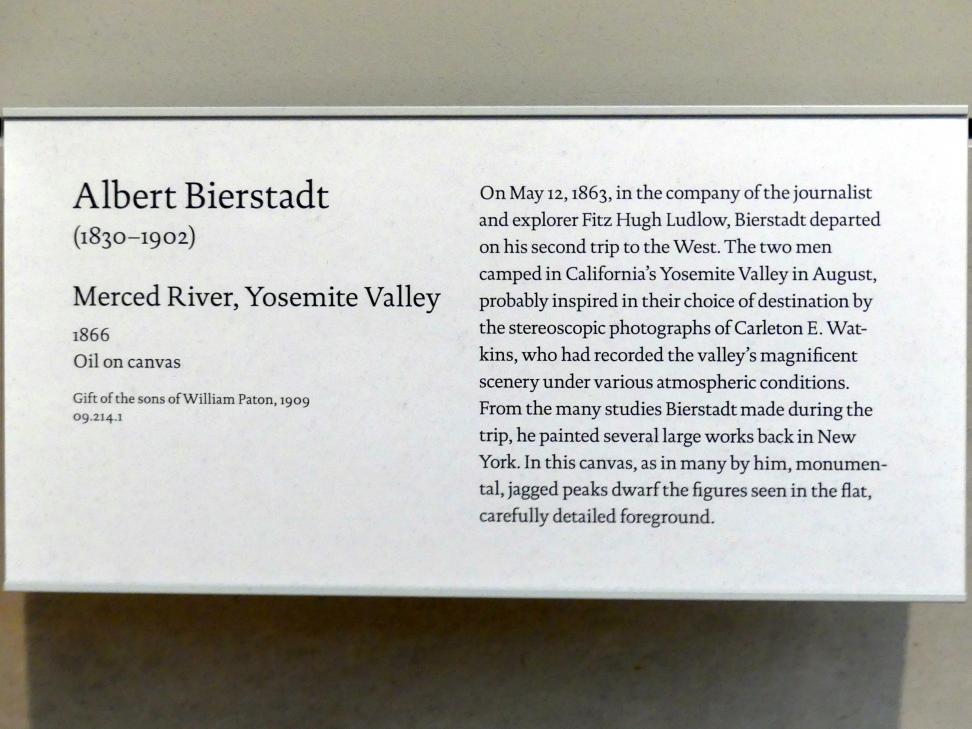 Albert Bierstadt
(1830–1902)
Merced River, Yosemite Valley
1866
Oil on canvas
Gift of the sons of William Paton, 1909
09.214.1
On May 12, 1863, in the company of the journalist
and explorer Fitz Hugh Ludlow, Bierstadt departed
on his second trip to the West. The two men
camped in California's Yosemite Valley in August,
probably inspired in their choice of destination by
the stereoscopic photographs of Carleton E. Wat-
kins, who had recorded the valley's magnificent
scenery under various atmospheric conditions.
From the many studies Bierstadt made during the
trip, he painted several large works back in New
York. In this canvas, as in many by him, monumen-
tal, jagged peaks dwarf the figures seen in the flat,
carefully detailed foreground.